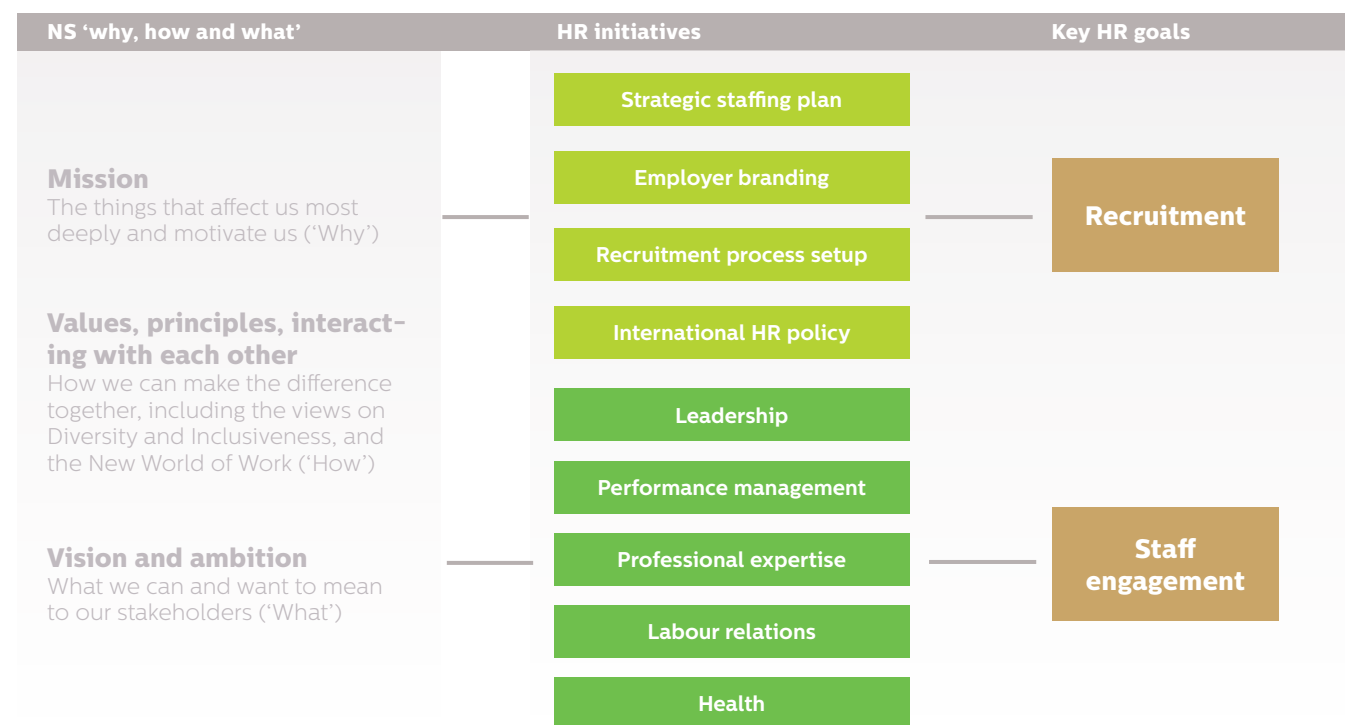 NS ‘why, how and what’
HR initiatives
Key HR goals
Mission
The things that affect us most
deeply and motivate us (‘Why’)
Values, principles, interact-
ing with each other
How we can make the difference
together, including the views on
Diversity and Inclusiveness, and
the New World of Work (‘How’)
Vision and ambition
What we can and want to mean
to our stakeholders (‘What’)
Strategic staffing plan
Employer branding
Recruitment process setup
International HR policy
Leadership
Performance management
Professional expertise
Labour relations
Health
Recruitment
Staff
engagement